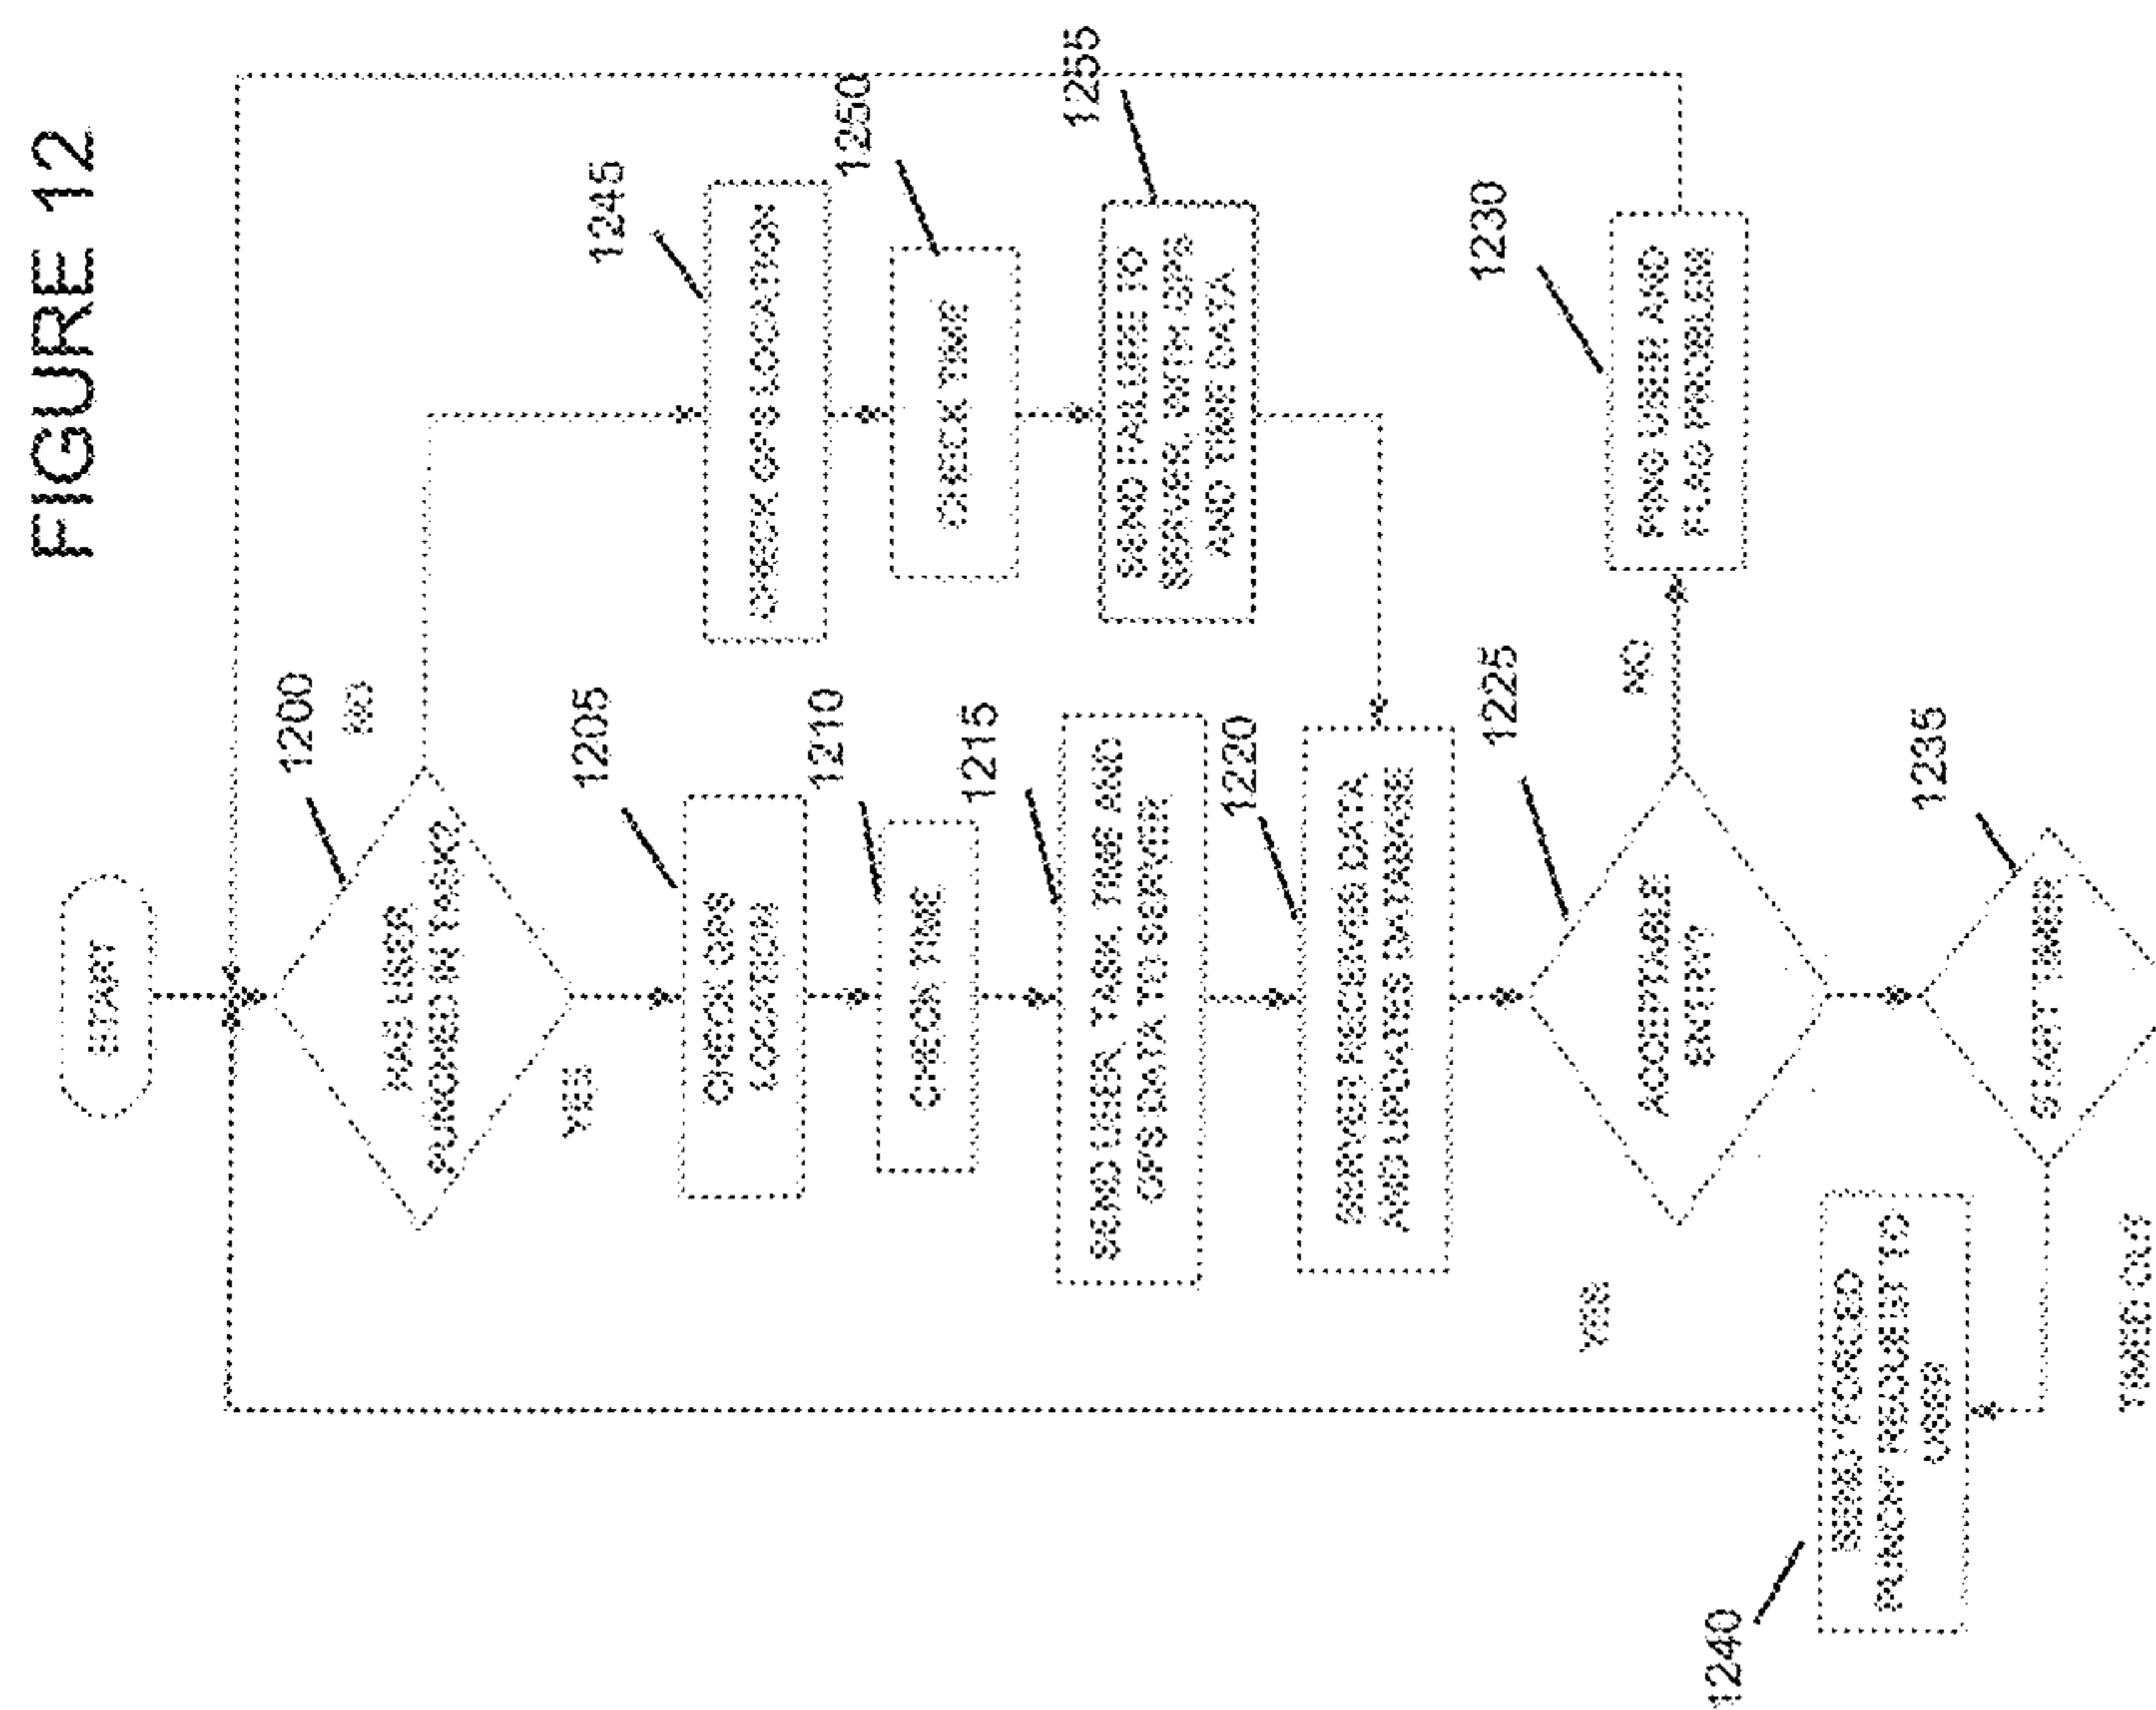 FIGURE 12
START
1200
HAS USER
PUNCHED IN TASK?
NO
YES
1205
CHECK GPS
LOCATION
1210
CHECK TIME
1215
SEND USER, TASK, TIME AND
GPS DATA TO SERVER
1220
SERVER RECEIVES DATA
AND UPDATES DATABASE
1245
CHECK GPS LOCATION
1250
CHECK TIME
1255
SEND FAILURE TO
SERVER, WITH GPS
AND TIME DATA
1225
ACCEPTABLE
ENTRY?
NO
YES
1230
PING USER AND
FLAG PROBLEM
1235
START TIMER
1240
SEND FORCED
PUNCH REQUEST TO
USER
TIMED OUT